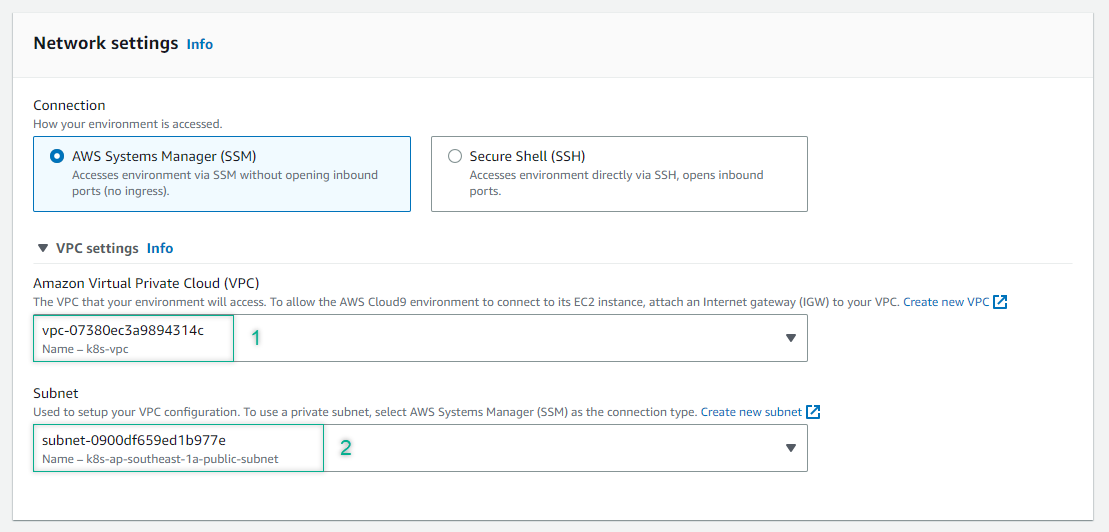 Network settings Info
Connection
How your environment is accessed.
AWS Systems Manager (SSM)
Accesses environment via SSM without opening inbound
ports (no ingress).
Secure Shell (SSH)
Accesses environment directly via SSH, opens inbound
ports.
VPC settings Info
Amazon Virtual Private Cloud (VPC)
The VPC that your environment will access. To allow the AWS Cloud9 environment to connect to its EC2 instance, attach an Internet gateway (IGW) to your VPC. Create new VPC
vpc-07380ec3a9894314c
Name – k8s-vpc
1
Subnet
Used to setup your VPC configuration. To use a private subnet, select AWS Systems Manager (SSM) as the connection type. Create new subnet
subnet-0900df659ed1b977e
Name – k8s-ap-southeast-1a-public-subnet
2